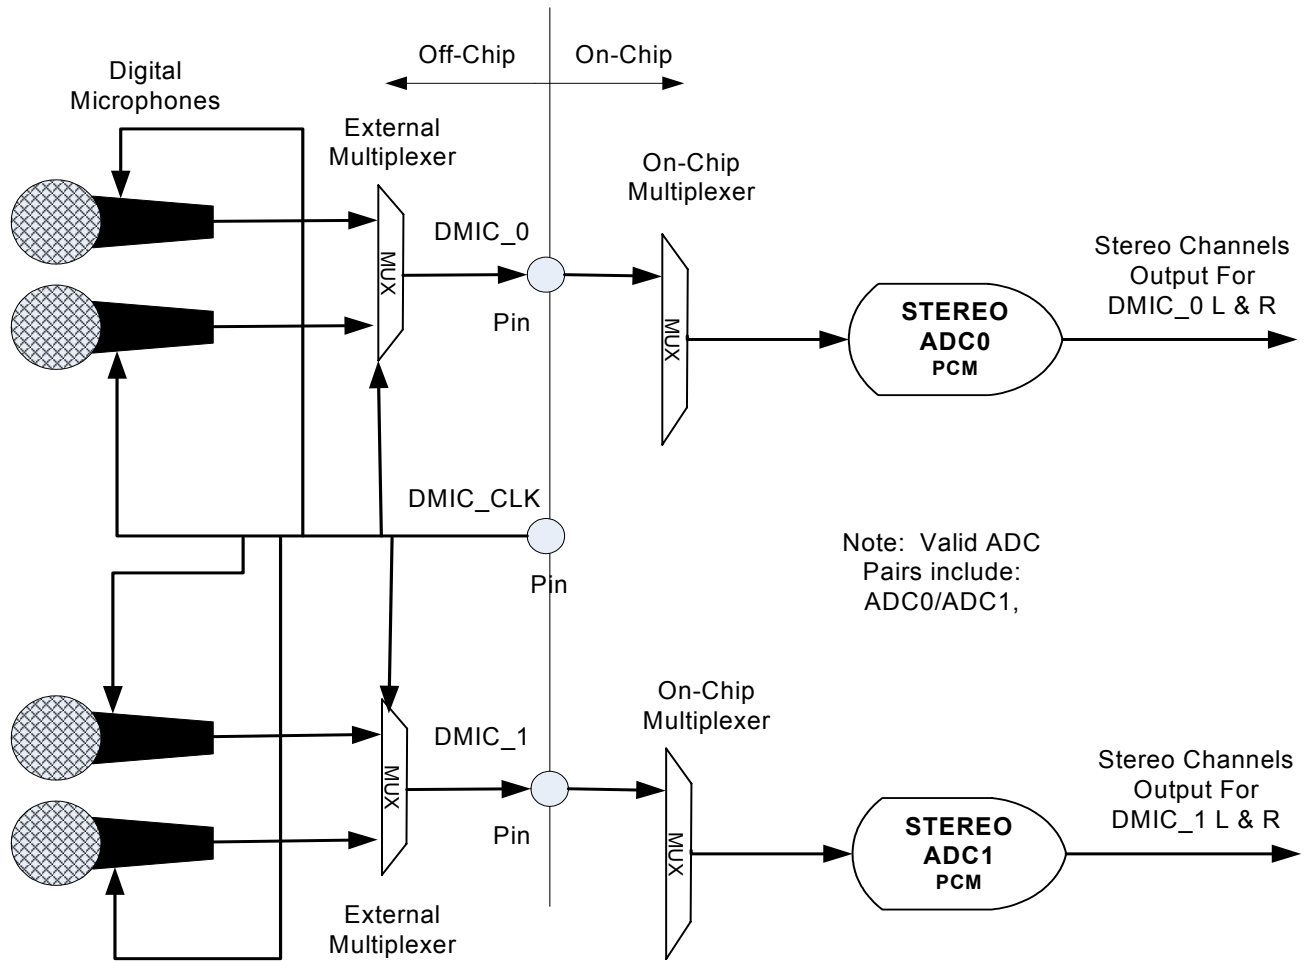 Off-Chip
On-Chip
Digital
Microphones
External
Multiplexer
On-Chip
Multiplexer
DMIC_0
MUX
Pin
MUX
STEREO
ADC0
PCM
Stereo Channels
Output For
DMIC_0 L & R
DMIC_CLK
Pin
Note: Valid ADC
Pairs include:
ADC0/ADC1,
On-Chip
Multiplexer
DMIC_1
MUX
Pin
MUX
STEREO
ADC1
PCM
Stereo Channels
Output For
DMIC_1 L & R
External
Multiplexer